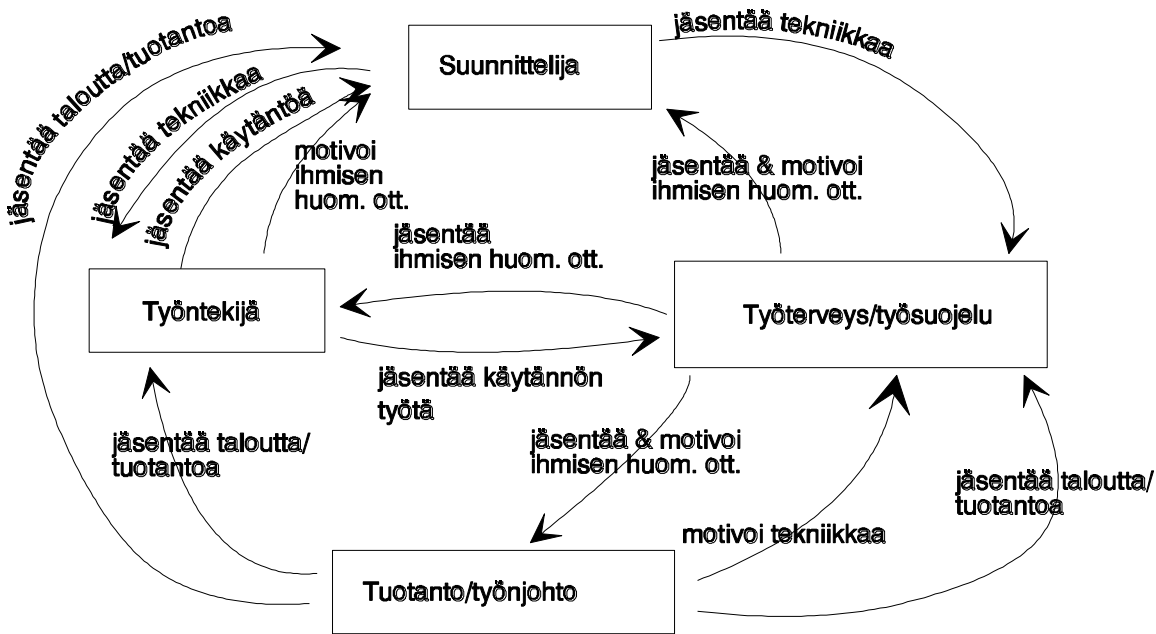 jäsentää taloutta/tuotantoa
jäsentää tekniikkaa
jäsentää käytäntöä
Suunnittelija
jäsentää tekniikkaa
motivoi
ihmisen
huom. ott.
jäsentää & motivoi
ihmisen huom. ott.
jäsentää
ihmisen huom. ott.
Työntekijä
Työterveys/työsuojelu
jäsentää käytännön
työtä
jäsentää taloutta/
tuotantoa
jäsentää & motivoi
ihmisen huom. ott.
jäsentää taloutta/
tuotantoa
motivoi tekniikkaa
Tuotanto/työnjohto